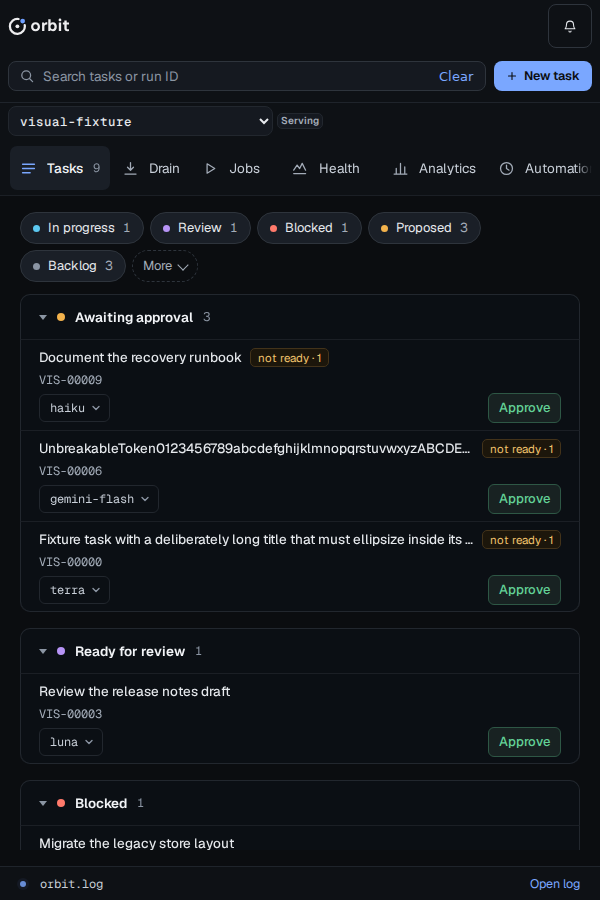 orbit
Search tasks or run ID Clear
+ New task
visual-fixture Serving
Tasks 9 Drain Jobs Health Analytics Automatio
In progress 1 Review 1 Blocked 1 Proposed 3
Backlog 3 More
Awaiting approval 3
Document the recovery runbook not ready · 1
VIS-00009
haiku Approve
UnbreakableToken0123456789abcdefghijklmnopqrstuvwxyzABCDE… not ready · 1
VIS-00006
gemini-flash Approve
Fixture task with a deliberately long title that must ellipsize inside its … not ready · 1
VIS-00000
terra Approve
Ready for review 1
Review the release notes draft
VIS-00003
luna Approve
Blocked 1
Migrate the legacy store layout
orbit.log Open log